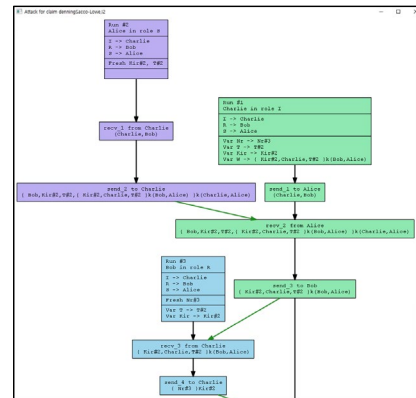 Attack for claim denningSacco-Lowe,I2
Run #2
Alice in role S
I -> Charlie
R -> Bob
S -> Alice
Fresh Kir#2, T#2
recv_1 from Charlie
(Charlie,Bob)
send_2 to Charlie
{ Bob,Kir#2,T#2,{ Kir#2,Charlie,T#2 }k(Bob,Alice) }k(Charlie,Alice)
Run #1
Charlie in role I
I -> Charlie
R -> Bob
S -> Alice
Var Nr -> Nr#3
Var T -> T#2
Var Kir -> Kir#2
Var W -> { Kir#2,Charlie,T#2 }k(Bob,Alice)
send_1 to Alice
(Charlie,Bob)
recv_2 from Alice
{ Bob,Kir#2,T#2,{ Kir#2,Charlie,T#2 }k(Bob,Alice) }k(Charlie,Alice)
send_3 to Bob
{ Kir#2,Charlie,T#2 }k(Bob,Alice)
Run #3
Bob in role R
I -> Charlie
R -> Bob
S -> Alice
Fresh Nr#3
Var T -> T#2
Var Kir -> Kir#2
recv_3 from Charlie
{ Kir#2,Charlie,T#2 }k(Bob,Alice)
send_4 to Charlie
{ Nr#3 }Kir#2